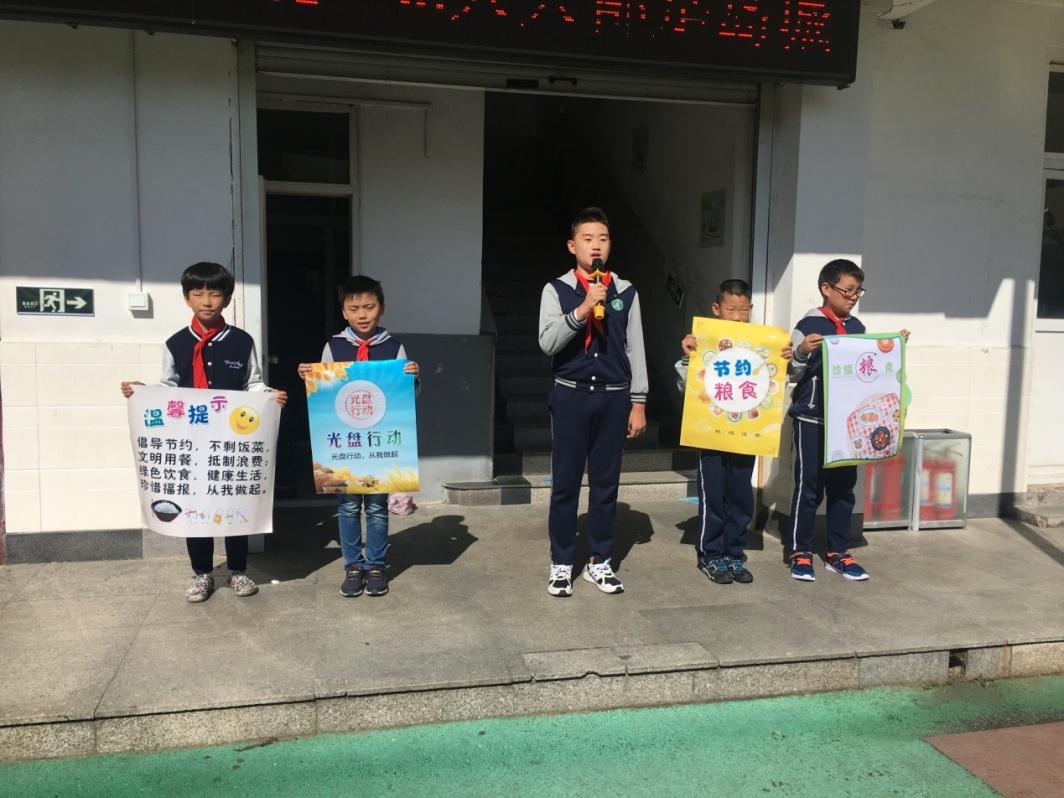 温馨提示
倡导节约，不剩饭菜，
文明用餐，抵制浪费；
绿色饮食，健康生活，
珍惜福报，从我做起。
光盘
行动
光盘行动
光盘行动，从我做起
节约
粮食
珍惜粮食